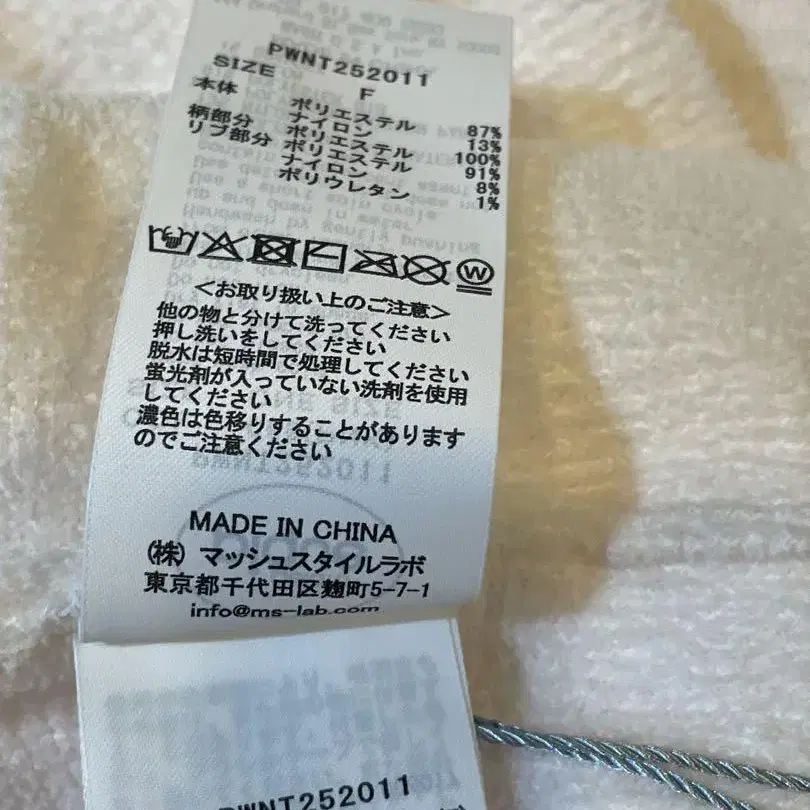 PWNT252011
SIZE F
本体 ポリエステル 87%
ナイロン 13%
柄部分 ポリエステル 100%
リブ部分 ポリエステル 91%
ナイロン 8%
ポリウレタン 1%
W
<お取り扱い上のご注意>
他の物と分けて洗ってください
押し洗いをしてください
脱水は短時間で処理してください
蛍光剤が入っていない洗剤を使用
してください
濃色は色移りすることがあります
のでご注意ください
MADE IN CHINA
(株) マッシュスタイルラボ
東京都千代田区麹町5-7-1
info@ms-lab.com
PWNT252011